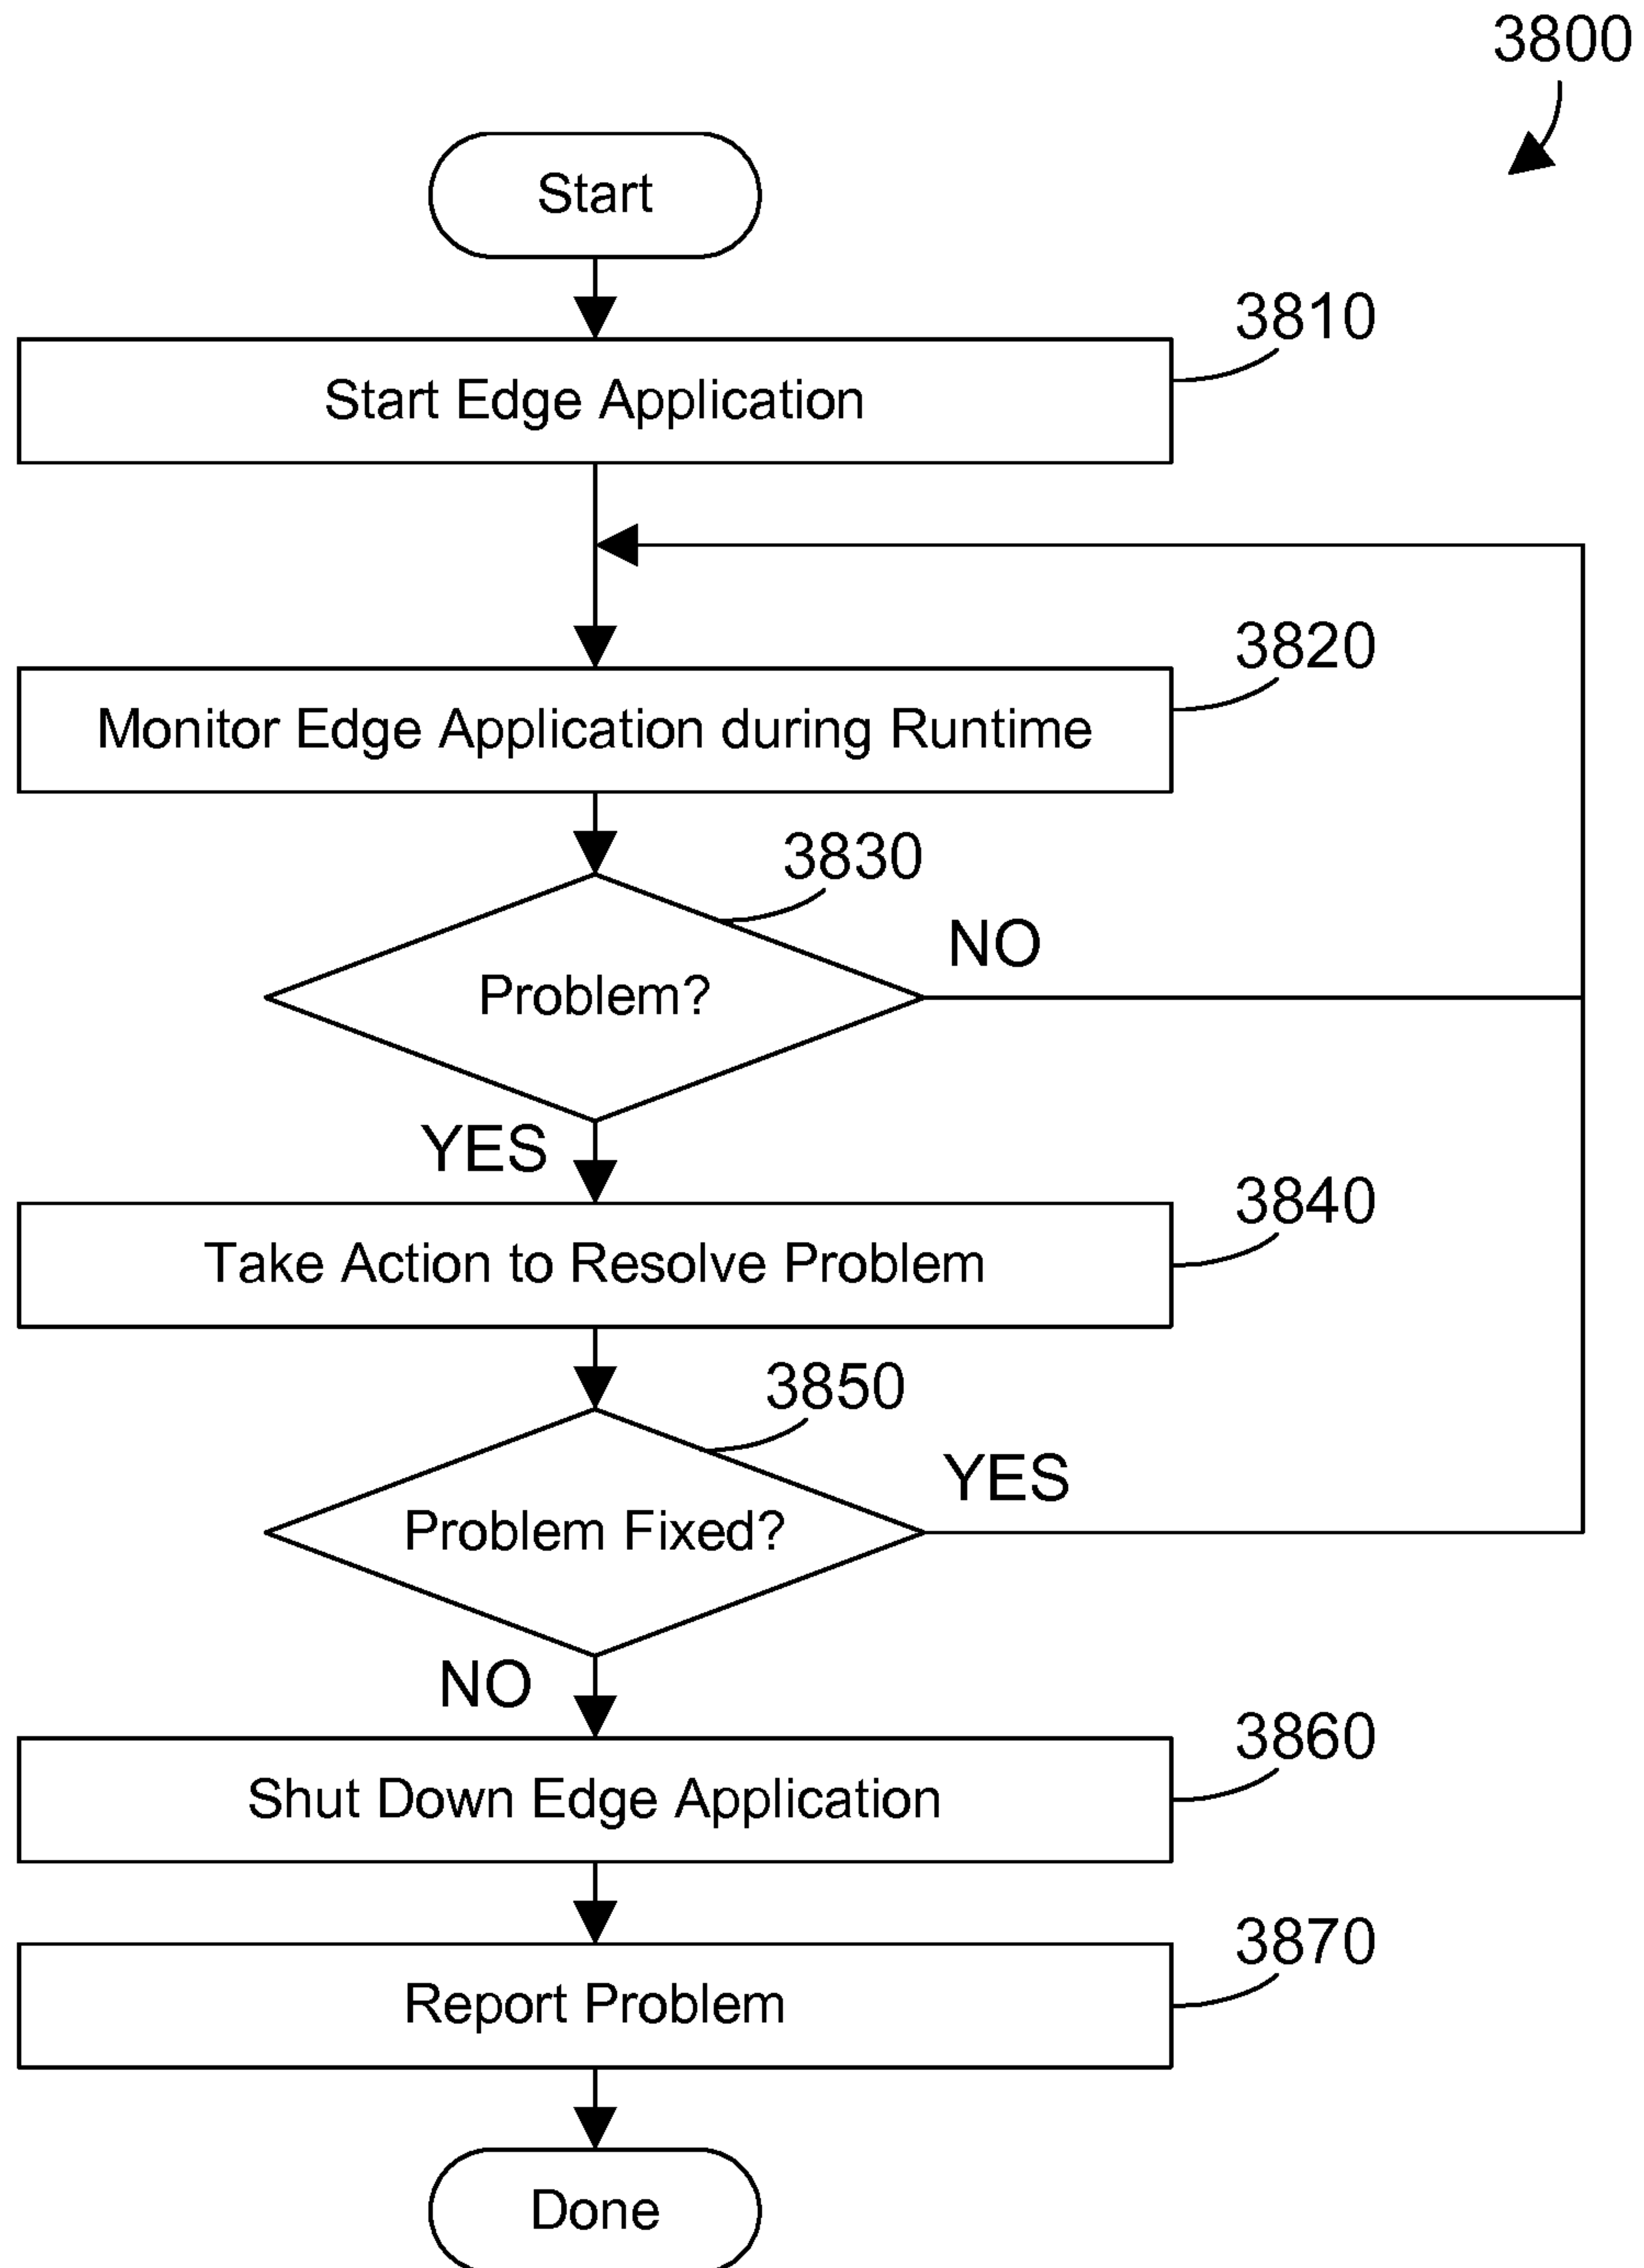 3800
Start
3810
Start Edge Application
3820
Monitor Edge Application during Runtime
3830
NO
Problem?
YES
3840
Take Action to Resolve Problem
3850
YES
Problem Fixed?
NO
3860
Shut Down Edge Application
3870
Report Problem
Done